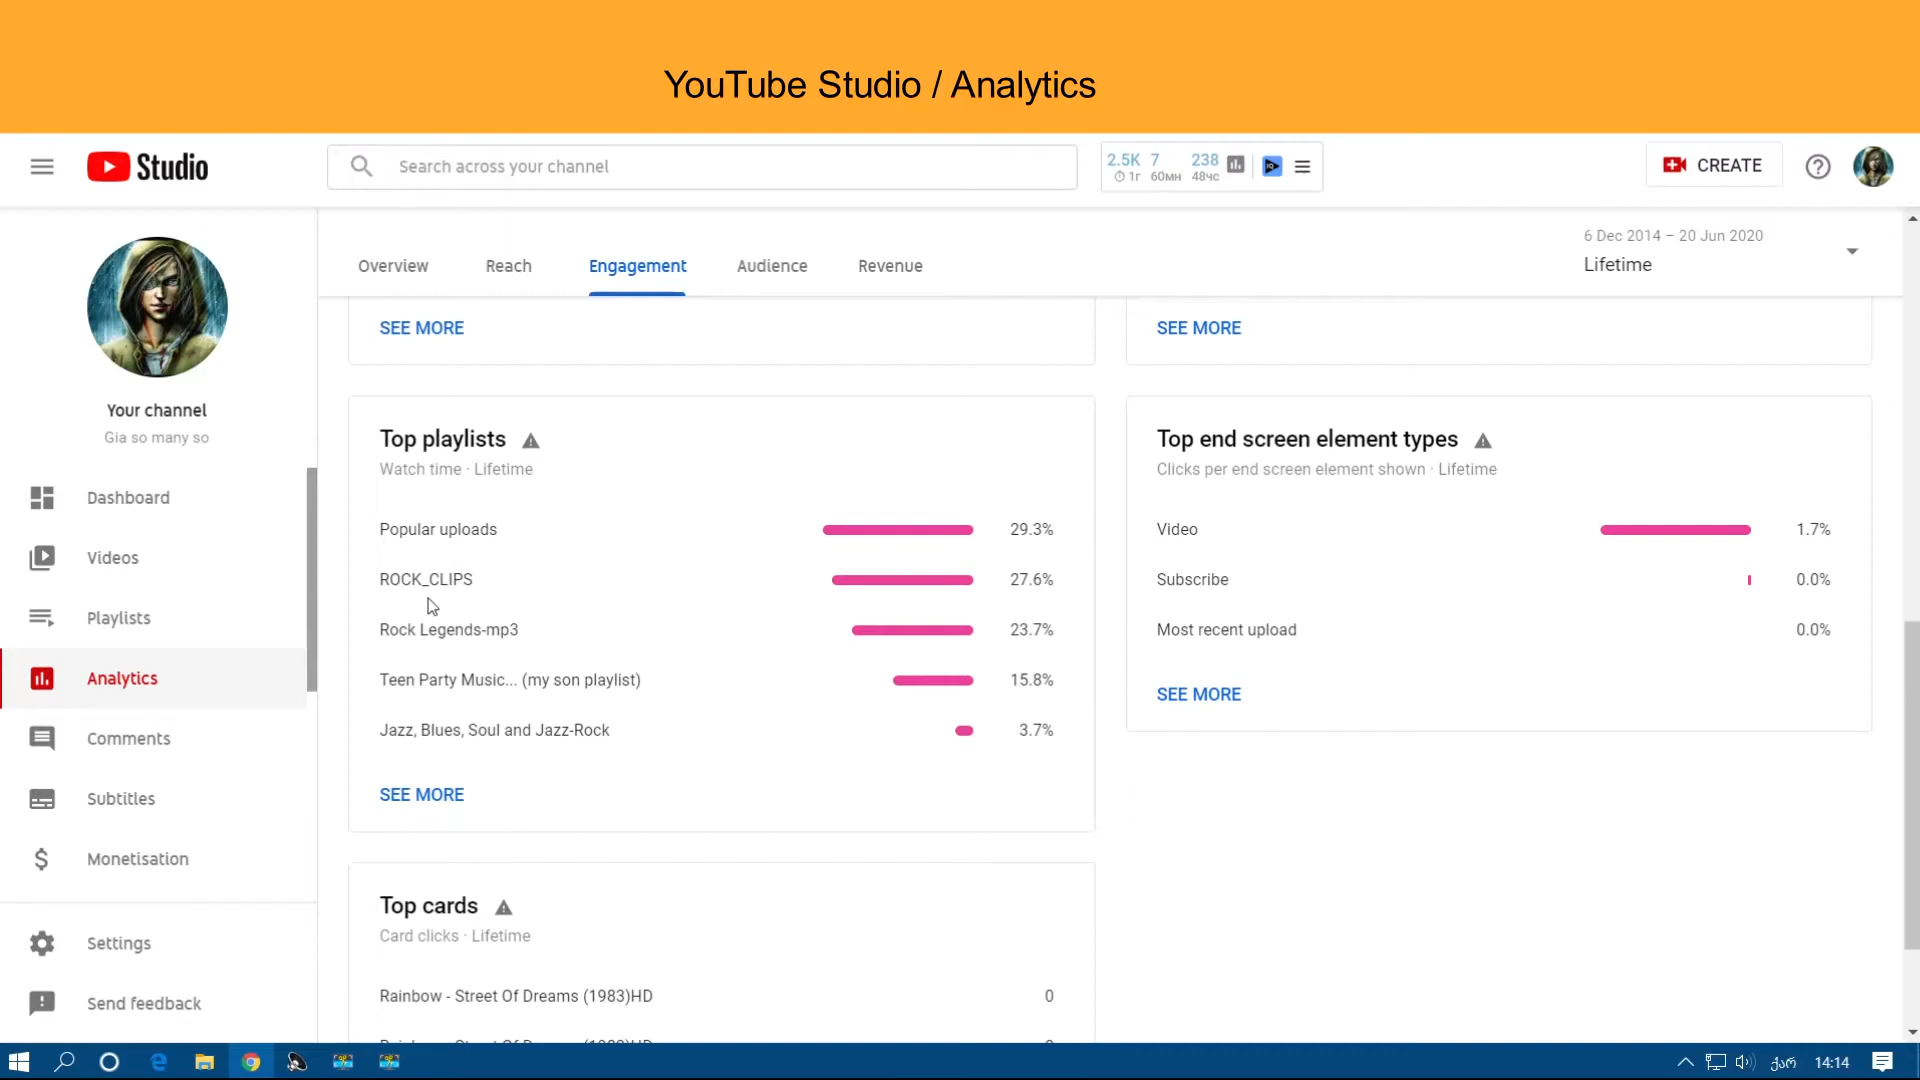 YouTube Studio / Analytics
Studio
Search across your channel
2.5K 7 238
1г 60мн 48чс
CREATE
Your channel
Gia so many so
Dashboard
Videos
Playlists
Analytics
Comments
Subtitles
Monetisation
Settings
Send feedback
Overview Reach Engagement Audience Revenue
6 Dec 2014 – 20 Jun 2020
Lifetime
SEE MORE
SEE MORE
Top playlists
Watch time · Lifetime
Popular uploads 29.3%
ROCK_CLIPS 27.6%
Rock Legends-mp3 23.7%
Teen Party Music... (my son playlist) 15.8%
Jazz, Blues, Soul and Jazz-Rock 3.7%
SEE MORE
Top end screen element types
Clicks per end screen element shown · Lifetime
Video 1.7%
Subscribe 0.0%
Most recent upload 0.0%
SEE MORE
Top cards
Card clicks · Lifetime
Rainbow - Street Of Dreams (1983)HD 0
ქარ 14:14